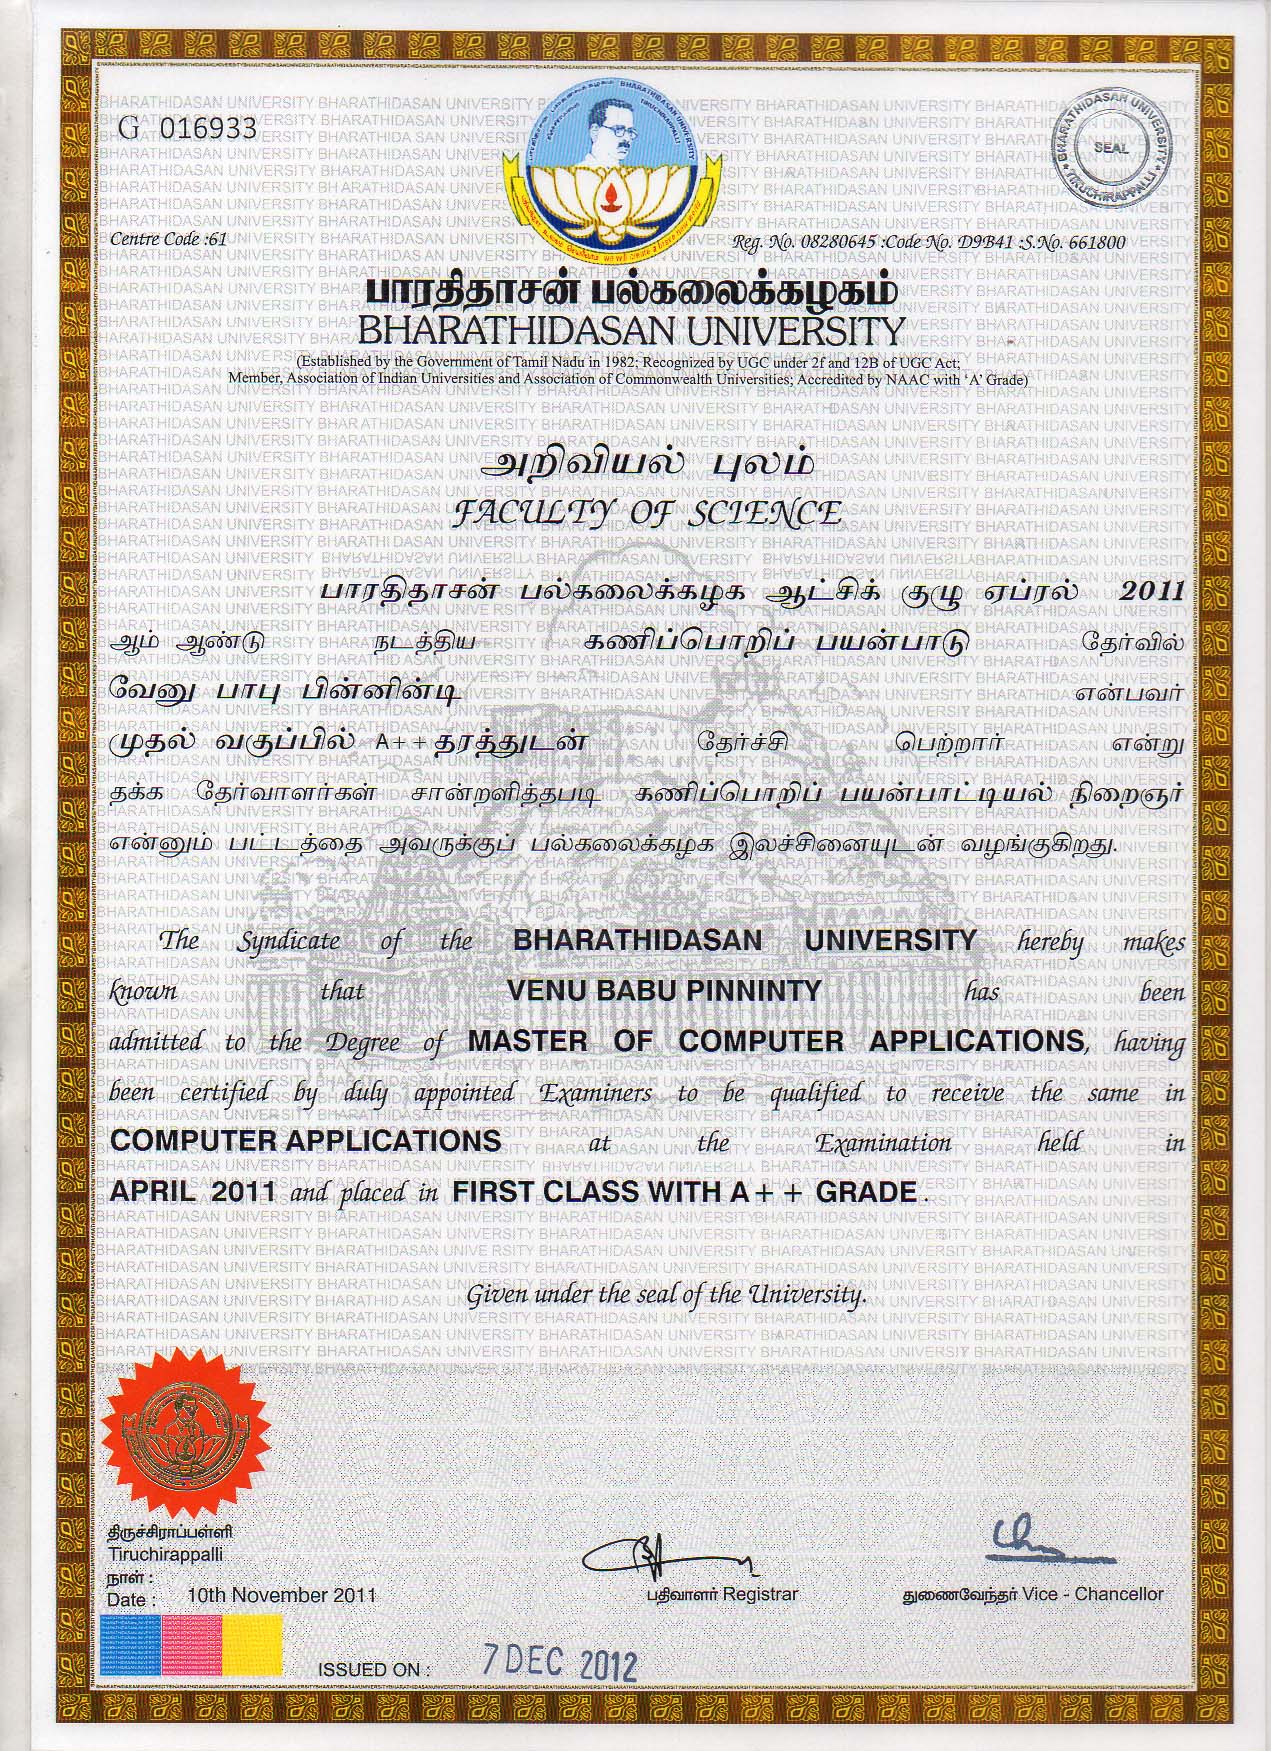 G 016933
BHARATHIDASAN UNIVERSITY
TIRUCHIRAPPALLI
SEAL
Centre Code :61
Reg. No. 08280645 :Code No. D9B41 :S.No. 661800
பாரதிதாசன் பல்கலைக்கழகம்
BHARATHIDASAN UNIVERSITY
(Established by the Government of Tamil Nadu in 1982; Recognized by UGC under 2f and 12B of UGC Act;
Member, Association of Indian Universities and Association of Commonwealth Universities; Accredited by NAAC with ‘A’ Grade)
அறிவியல் புலம்
FACULTY OF SCIENCE
பாரதிதாசன் பல்கலைக்கழக ஆட்சிக் குழு ஏப்ரல் 2011
ஆம் ஆண்டு நடத்திய கணிப்பொறிப் பயன்பாடு தேர்வில்
வேணு பாபு பின்னிண்டி என்பவர்
முதல் வகுப்பில் A++ தரத்துடன் தேர்ச்சி பெற்றார் என்று
தக்க தேர்வாளர்கள் சான்றளித்தபடி கணிப்பொறிப் பயன்பாட்டியல் நிறைஞர்
என்னும் பட்டத்தை அவருக்குப் பல்கலைக்கழக இலச்சினையுடன் வழங்குகிறது.
The Syndicate of the BHARATHIDASAN UNIVERSITY hereby makes
known that VENU BABU PINNINTY has been
admitted to the Degree of MASTER OF COMPUTER APPLICATIONS, having
been certified by duly appointed Examiners to be qualified to receive the same in
COMPUTER APPLICATIONS at the Examination held in
APRIL 2011 and placed in FIRST CLASS WITH A++ GRADE.
Given under the seal of the University.
திருச்சிராப்பள்ளி
Tiruchirappalli
நாள் :
Date : 10th November 2011
பதிவாளர் Registrar
துணைவேந்தர் Vice - Chancellor
ISSUED ON : 7 DEC 2012